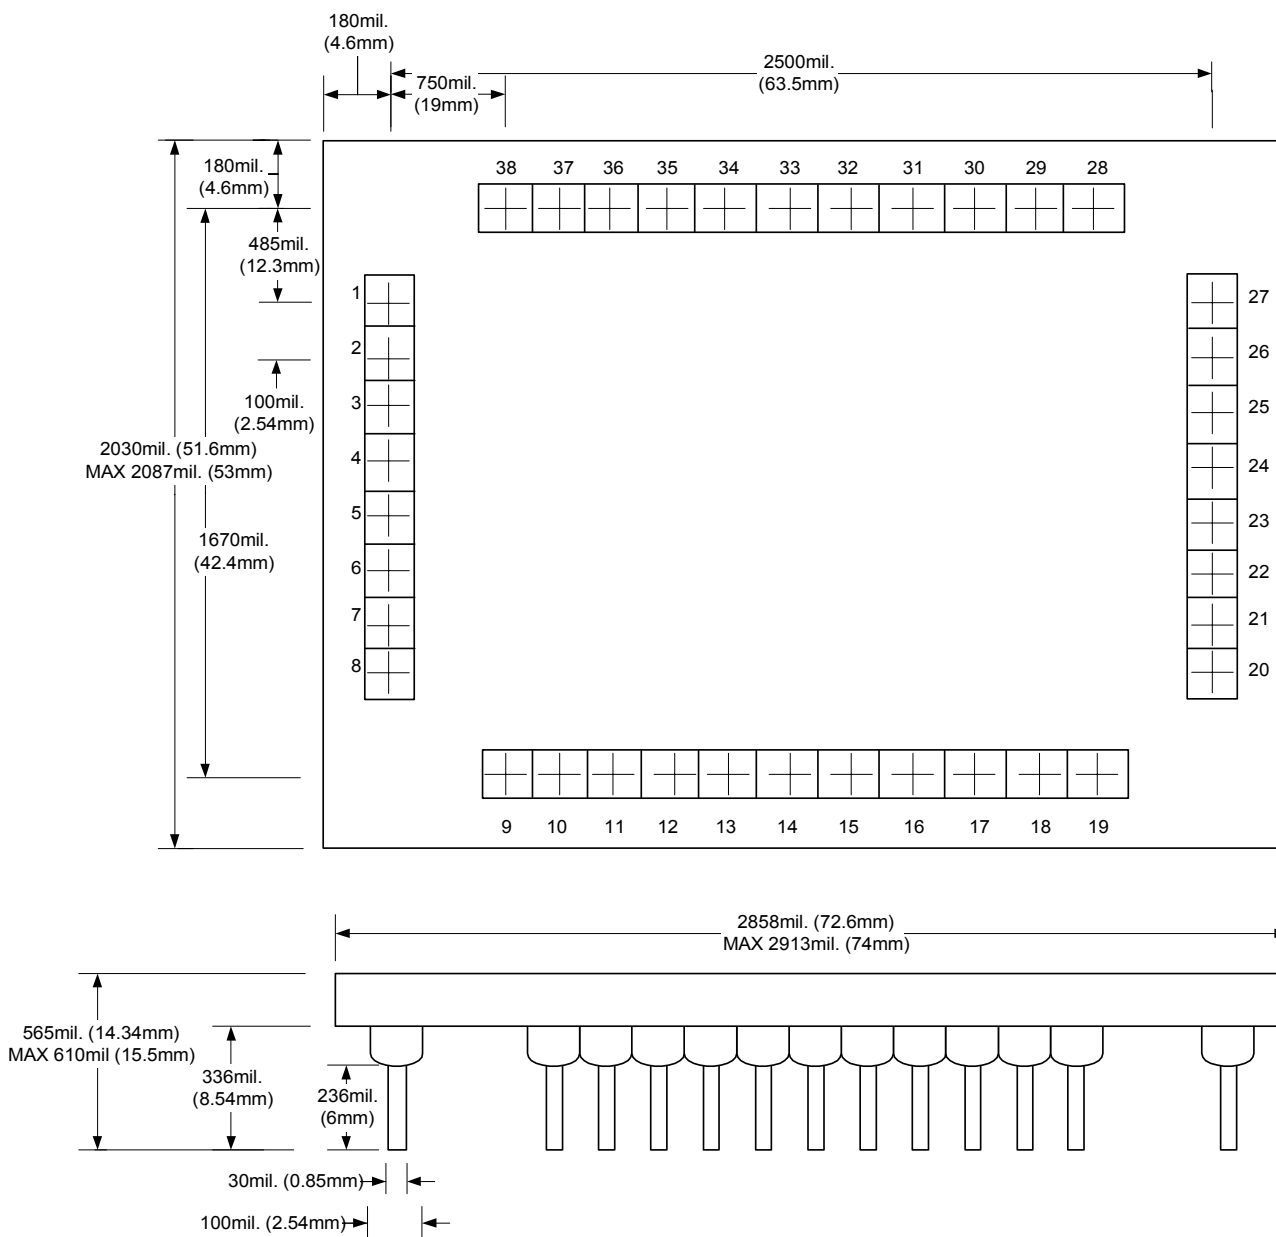 180mil.
(4.6mm)
2500mil.
(63.5mm)
750mil.
(19mm)
180mil.
(4.6mm)
38 37 36 35 34 33 32 31 30 29 28
485mil.
(12.3mm)
1 27
2 26
3 25
100mil.
(2.54mm)
2030mil. (51.6mm)
MAX 2087mil. (53mm)
4 24
5 23
1670mil.
(42.4mm)
6 22
7 21
8 20
9 10 11 12 13 14 15 16 17 18 19
2858mil. (72.6mm)
MAX 2913mil. (74mm)
565mil. (14.34mm)
MAX 610mil (15.5mm)
336mil.
(8.54mm)
236mil.
(6mm)
30mil. (0.85mm)
100mil. (2.54mm)